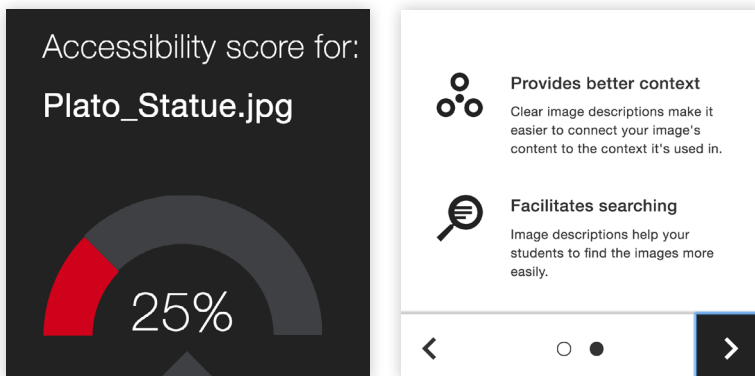 Accessibility score for:
Plato_Statue.jpg
25%
Provides better context
Clear image descriptions make it
easier to connect your image's
content to the context it's used in.
Facilitates searching
Image descriptions help your
students to find the images more
easily.